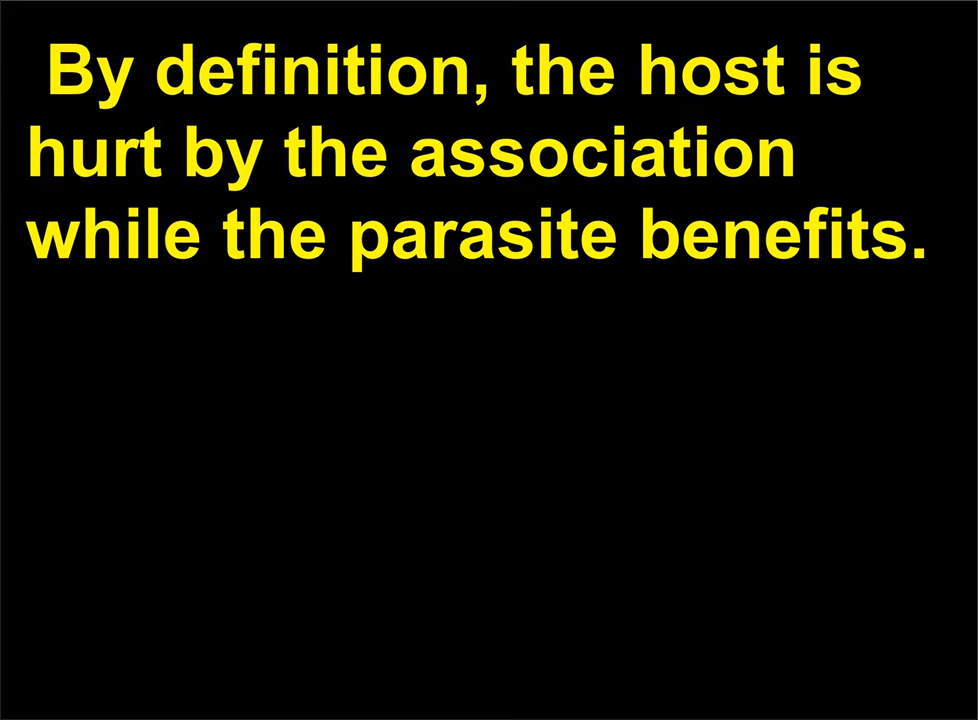 By definition, the host is
hurt by the association
while the parasite benefits.